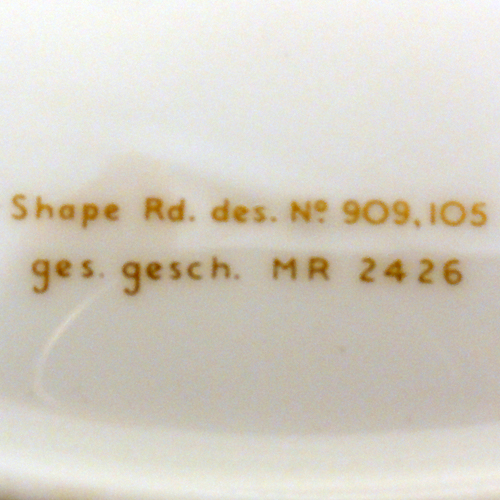 Shape Rd. des. Nº 909,105
ges. gesch. MR 2426